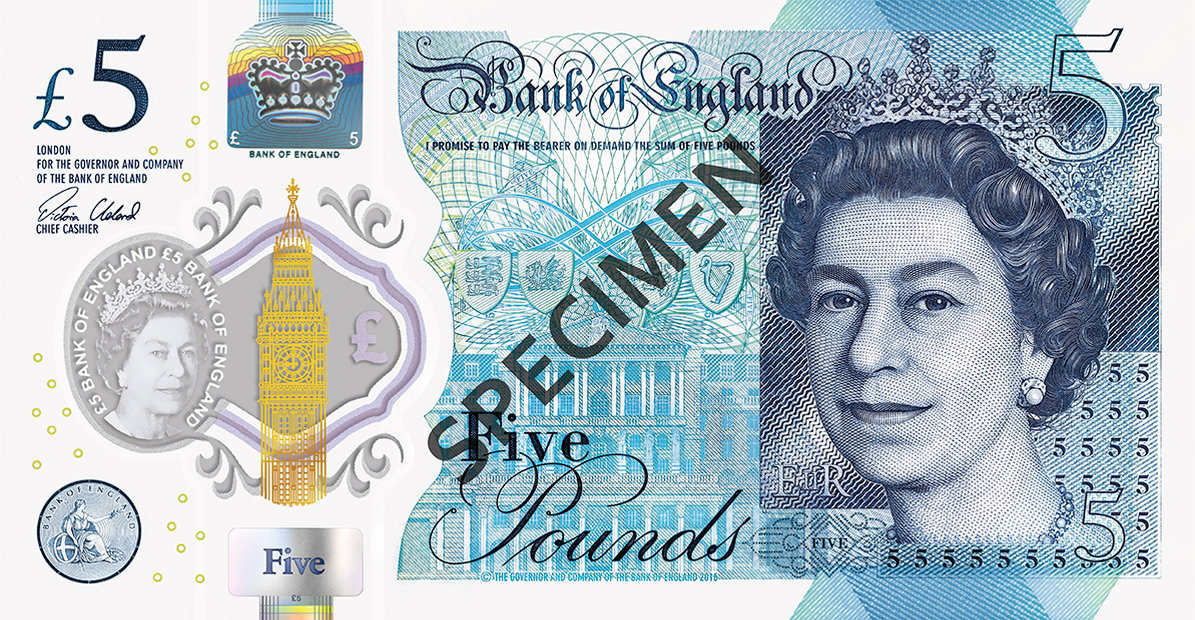 £5
LONDON
FOR THE GOVERNOR AND COMPANY
OF THE BANK OF ENGLAND
Victoria Cleland
CHIEF CASHIER
£ 5
BANK OF ENGLAND
£5 BANK OF ENGLAND £5 BANK OF ENGLAND
£
BANK OF ENGLAND
Five
£5
Bank of England
I PROMISE TO PAY THE BEARER ON DEMAND THE SUM OF FIVE POUNDS
SPECIMEN
Five
Pounds
© THE GOVERNOR AND COMPANY OF THE BANK OF ENGLAND 2015
5
EIIR
FIVE
5 5
5 5 5
5 5 5 5
5 5 5 5
5 5
5
5
5 5 5 5 5 5 5 5 5 5
5